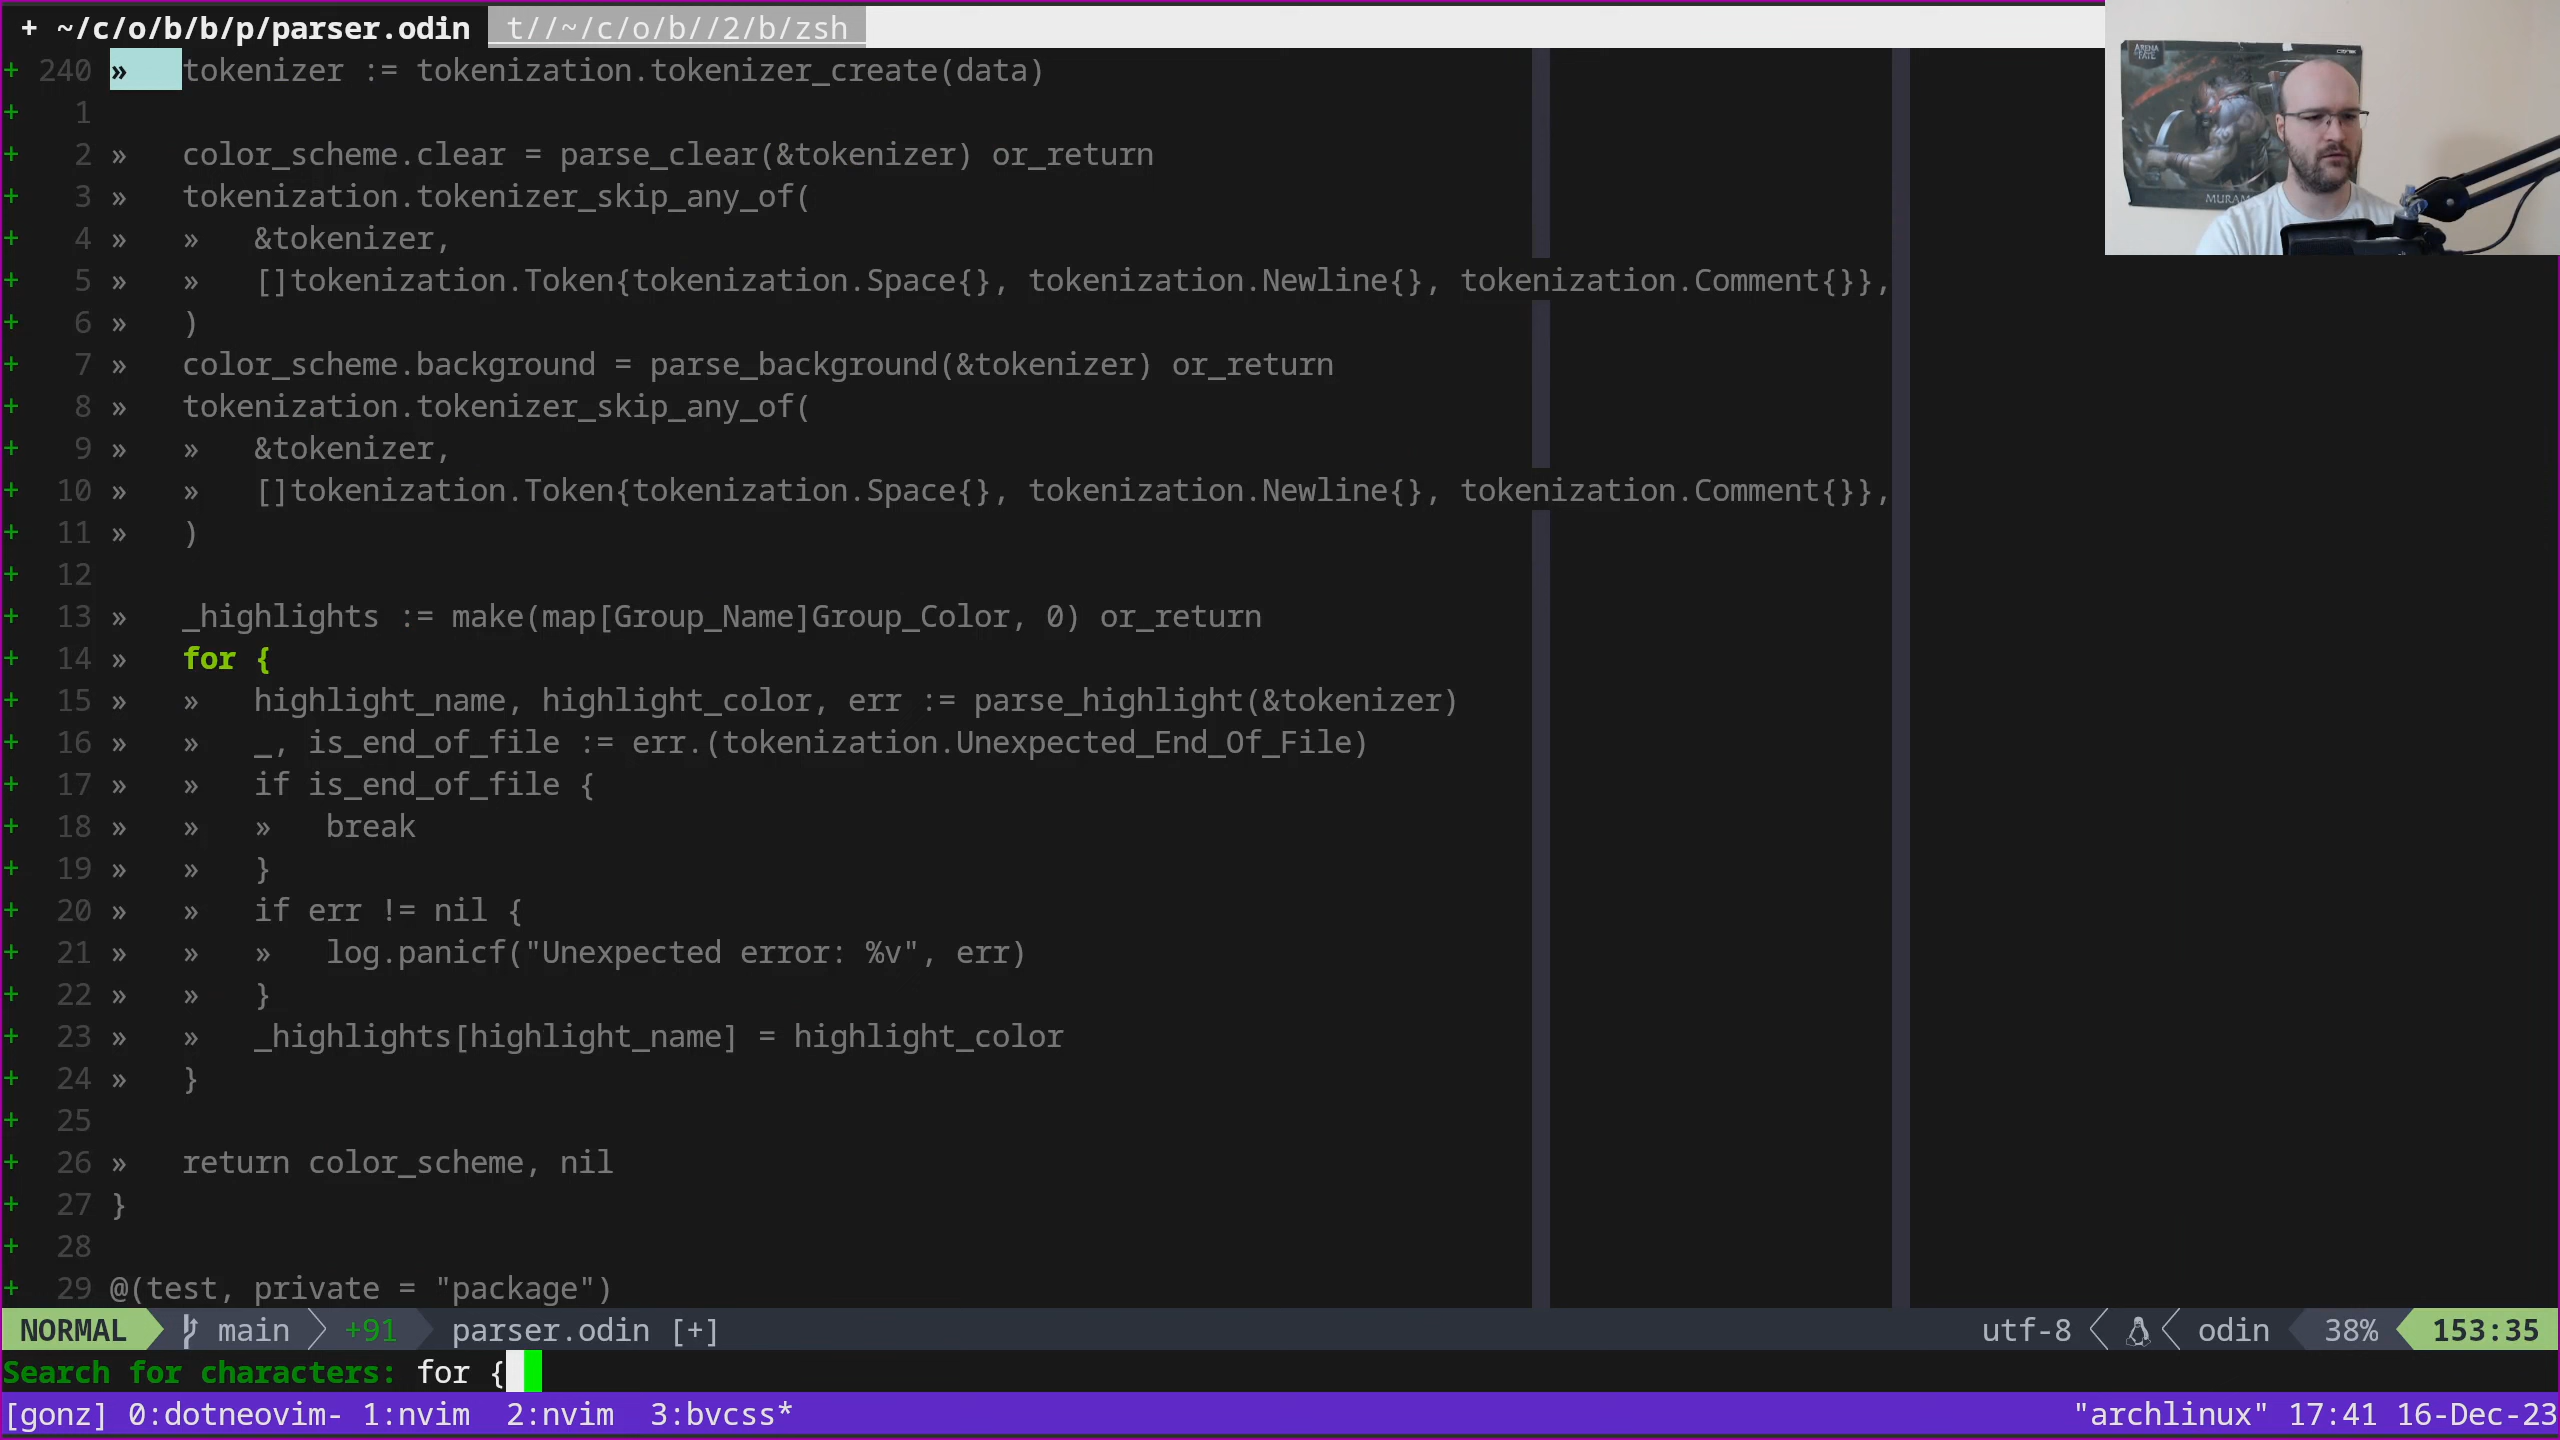 + ~/c/o/b/b/p/parser.odin t//~/c/o/b//2/b/zsh
+ 240 » tokenizer := tokenization.tokenizer_create(data)
+ 1
+ 2 » color_scheme.clear = parse_clear(&tokenizer) or_return
+ 3 » tokenization.tokenizer_skip_any_of(
+ 4 » » &tokenizer,
+ 5 » » []tokenization.Token{tokenization.Space{}, tokenization.Newline{}, tokenization.Comment{}},
+ 6 » )
+ 7 » color_scheme.background = parse_background(&tokenizer) or_return
+ 8 » tokenization.tokenizer_skip_any_of(
+ 9 » » &tokenizer,
+ 10 » » []tokenization.Token{tokenization.Space{}, tokenization.Newline{}, tokenization.Comment{}},
+ 11 » )
+ 12
+ 13 » _highlights := make(map[Group_Name]Group_Color, 0) or_return
+ 14 » for {
+ 15 » » highlight_name, highlight_color, err := parse_highlight(&tokenizer)
+ 16 » » _, is_end_of_file := err.(tokenization.Unexpected_End_Of_File)
+ 17 » » if is_end_of_file {
+ 18 » » » break
+ 19 » » }
+ 20 » » if err != nil {
+ 21 » » » log.panicf("Unexpected error: %v", err)
+ 22 » » }
+ 23 » » _highlights[highlight_name] = highlight_color
+ 24 » }
+ 25
+ 26 » return color_scheme, nil
+ 27 }
+ 28
+ 29 @(test, private = "package")
NORMAL main +91 parser.odin [+] utf-8 odin 38% 153:35
Search for characters: for {
[gonz] 0:dotneovim- 1:nvim 2:nvim 3:bvcss* "archlinux" 17:41 16-Dec-23
ARENA
FATE